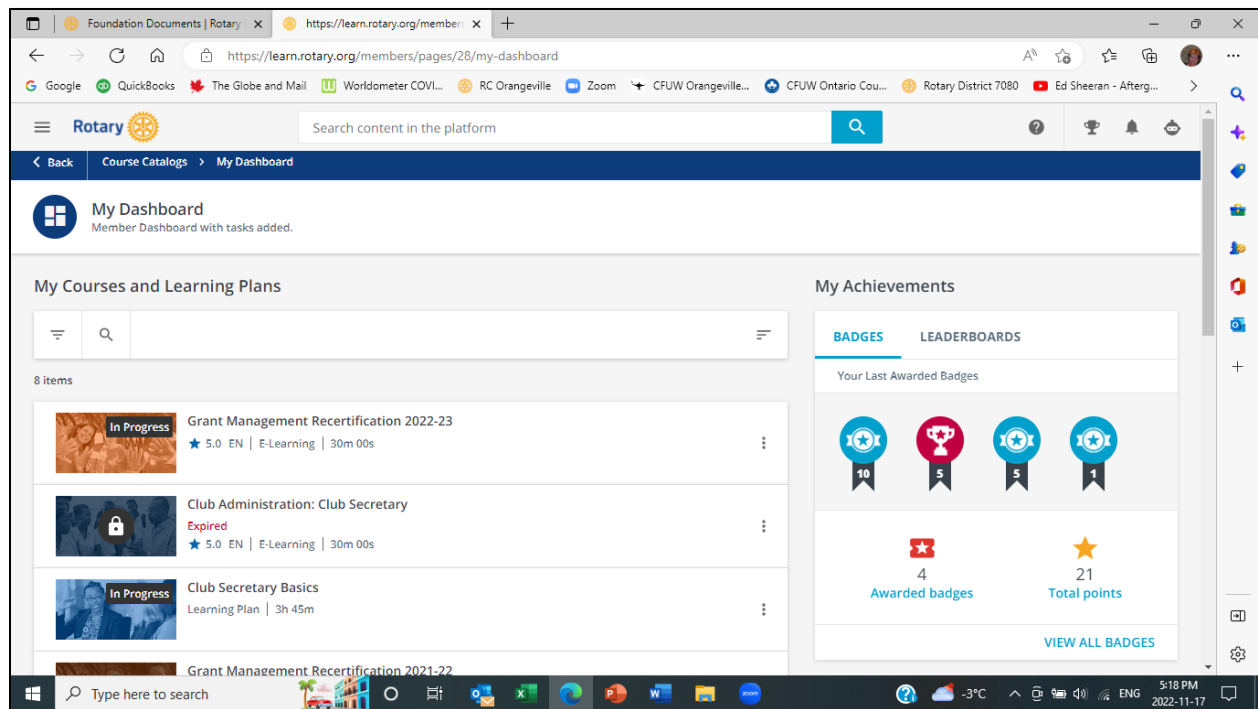 Foundation Documents | Rotary
https://learn.rotary.org/member
https://learn.rotary.org/members/pages/28/my-dashboard
Google QuickBooks The Globe and Mail Worldometer COVI... RC Orangeville Zoom CFUW Orangeville... CFUW Ontario Cou... Rotary District 7080 Ed Sheeran - Afterg...
Rotary
Search content in the platform
Back Course Catalogs > My Dashboard
My Dashboard
Member Dashboard with tasks added.
My Courses and Learning Plans
8 items
In Progress
Grant Management Recertification 2022-23
5.0 EN | E-Learning | 30m 00s
Club Administration: Club Secretary
Expired
5.0 EN | E-Learning | 30m 00s
In Progress
Club Secretary Basics
Learning Plan | 3h 45m
Grant Management Recertification 2021-22
My Achievements
BADGES LEADERBOARDS
Your Last Awarded Badges
10 5 5 1
4
Awarded badges
21
Total points
VIEW ALL BADGES
Type here to search
-3°C
ENG
5:18 PM
2022-11-17